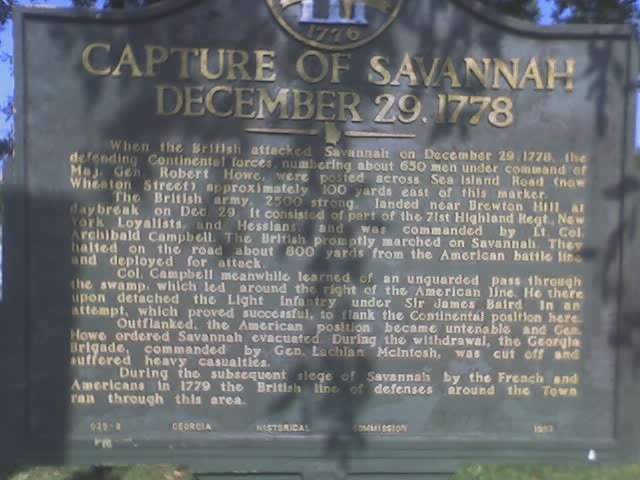 1776
CAPTURE OF SAVANNAH
DECEMBER 29, 1778
When the British attacked Savannah on December 29, 1778, the
defending Continental forces, numbering about 650 men under command of
Maj. Gen. Robert Howe, were posted across Sea Island Road (now
Wheaton Street) approximately 100 yards east of this marker.
The British army, 2500 strong, landed near Brewton Hill at
daybreak on Dec. 29. It consisted of part of the 71st Highland Regt., New
York Loyalists, and Hessians and was commanded by Lt. Col.
Archibald Campbell. The British promptly marched on Savannah. They
halted on the road about 800 yards from the American battle line
and deployed for attack.
Col. Campbell meanwhile learned of an unguarded pass through
the swamp, which led around the right of the American line. He there
upon detached the Light Infantry under Sir James Baird in an
attempt, which proved successful, to flank the Continental position here.
Outflanked, the American position became untenable and Gen.
Howe ordered Savannah evacuated. During the withdrawal, the Georgia
Brigade, commanded by Gen. Lachlan McIntosh, was cut off and
suffered heavy casualties.
During the subsequent siege of Savannah by the French and
Americans in 1779 the British line of defenses around the Town
ran through this area.
GEORGIA HISTORICAL COMMISSION